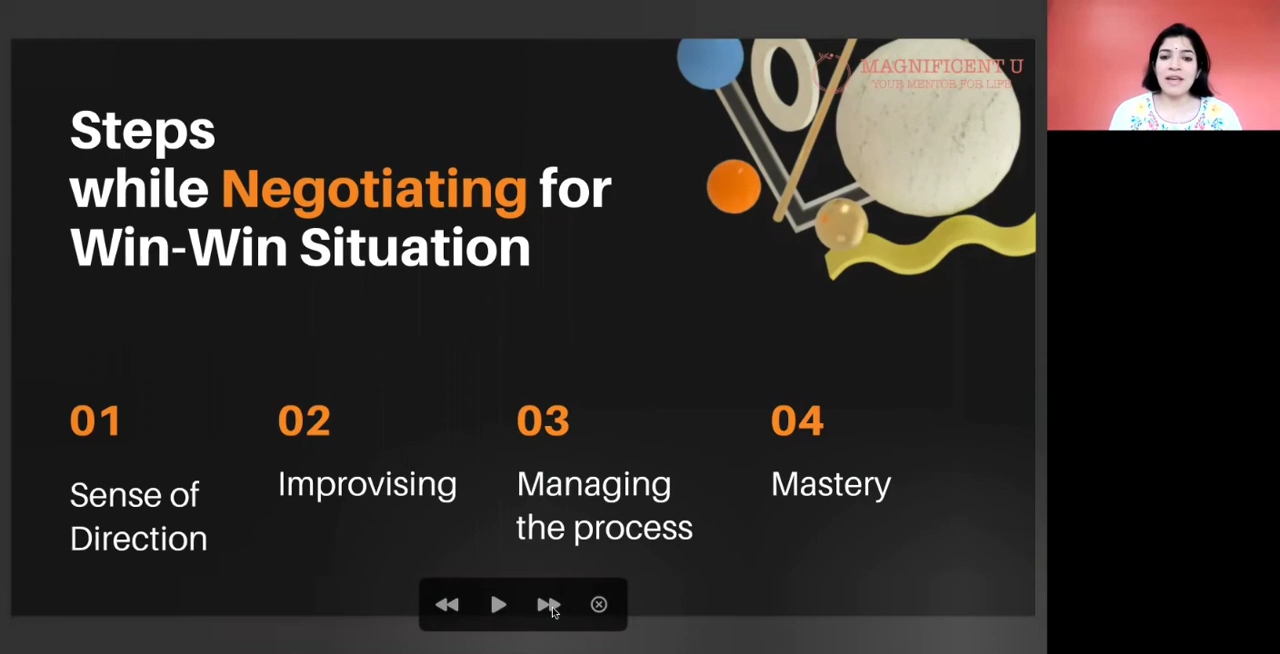 MAGNIFICENT U
YOUR MENTOR FOR LIFE
Steps
while Negotiating for
Win-Win Situation
01
Sense of
Direction
02
Improvising
03
Managing
the process
04
Mastery